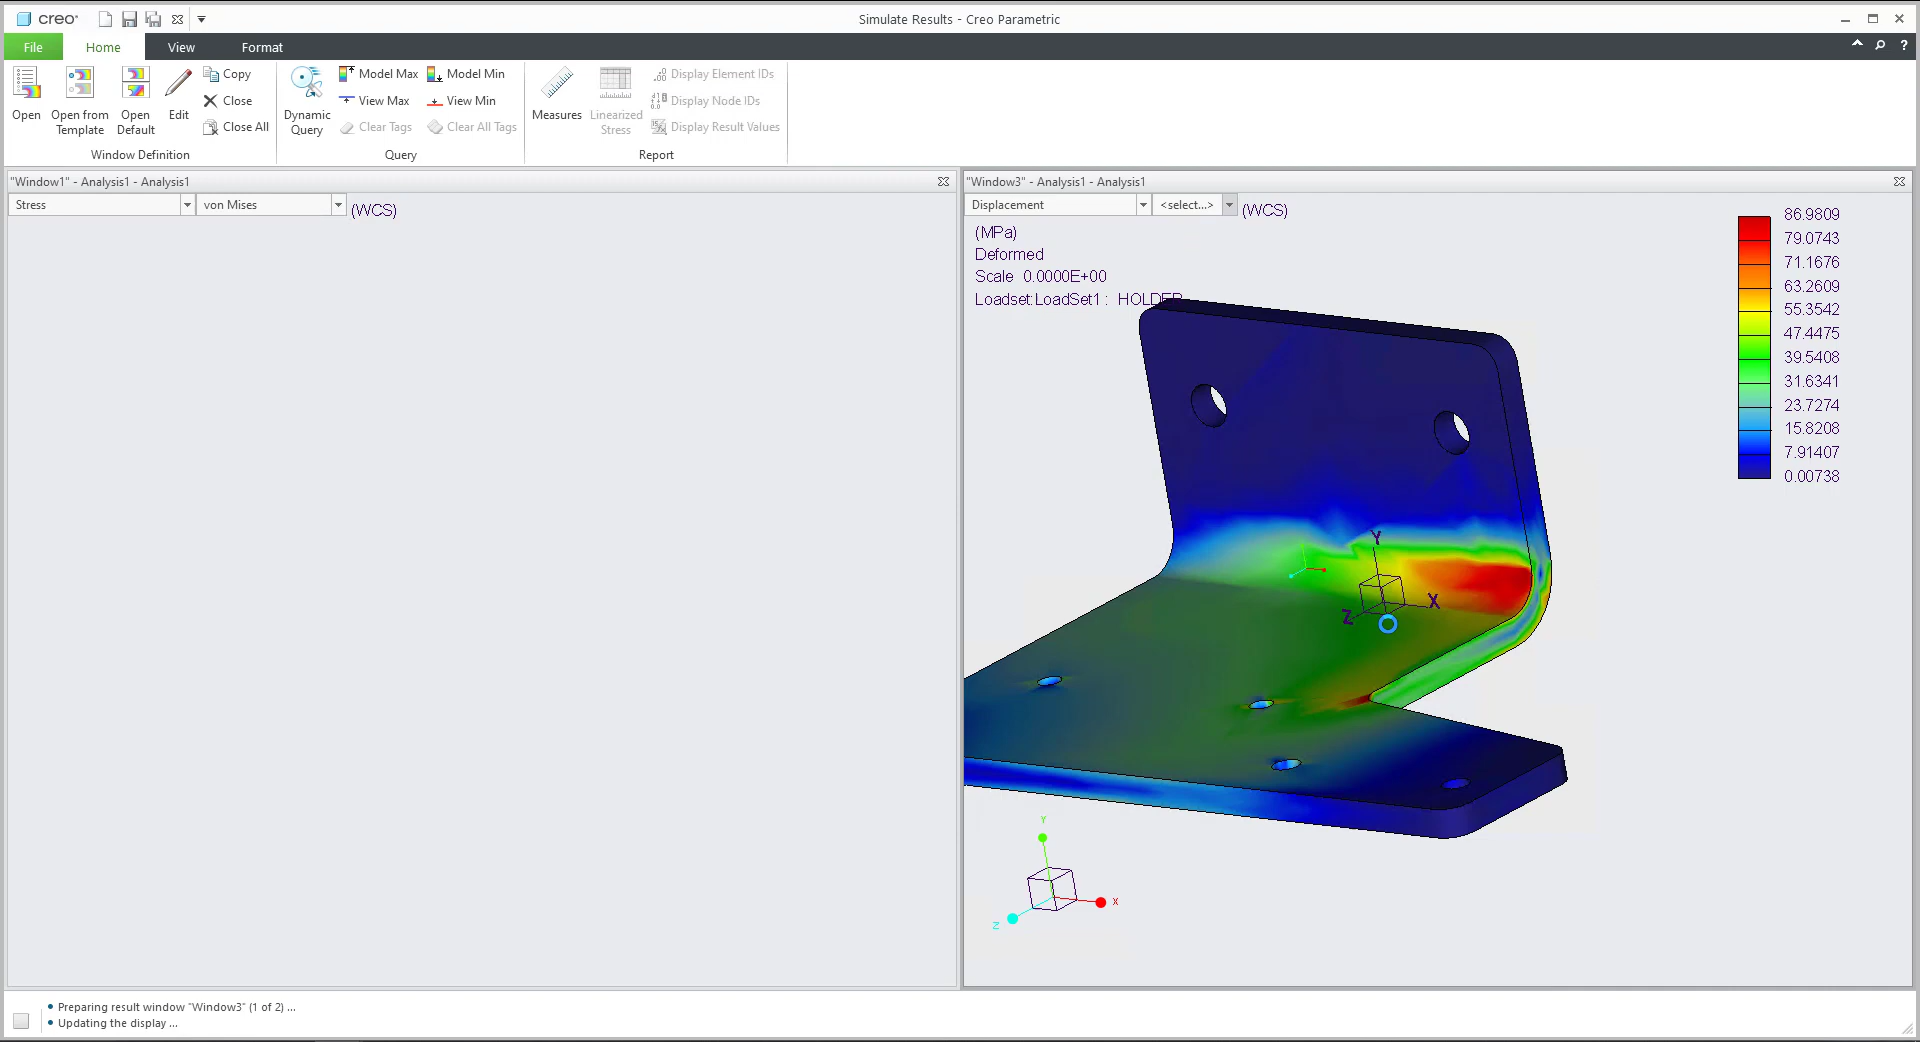 creo®
Simulate Results - Creo Parametric
File
Home
View
Format
?
Open
Open from
Template
Open
Default
Edit
Copy
Close
Close All
Window Definition
Dynamic
Query
Model Max
View Max
Clear Tags
Model Min
View Min
Clear All Tags
Query
Measures
Linearized
Stress
Display Element IDs
Display Node IDs
Display Result Values
Report
"Window1" - Analysis1 - Analysis1
Stress
von Mises
(WCS)
"Window3" - Analysis1 - Analysis1
Displacement
<select...>
(WCS)
(MPa)
Deformed
Scale 0.0000E+00
Loadset:LoadSet1 : HOLDER
86.9809
79.0743
71.1676
63.2609
55.3542
47.4475
39.5408
31.6341
23.7274
15.8208
7.91407
0.00738
Y
X
Z
Y
X
Z
Preparing result window "Window3" (1 of 2) ...
Updating the display ...